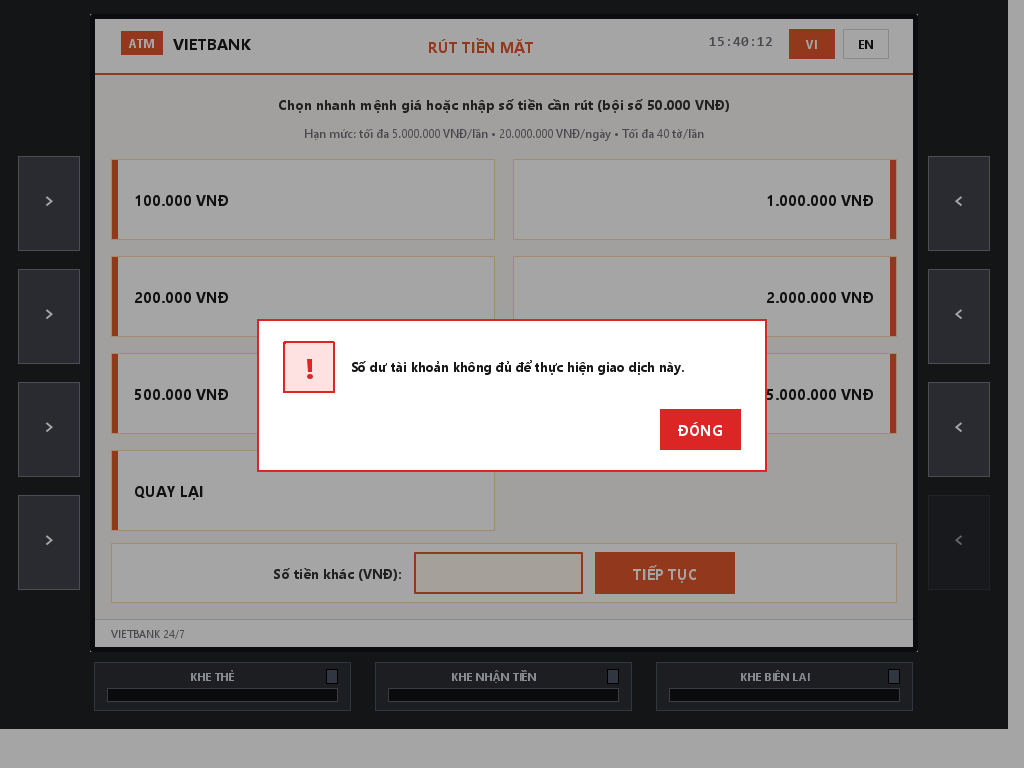 ATM VIETBANK
RÚT TIỀN MẶT
15:40:12
VI
EN
Chọn nhanh mệnh giá hoặc nhập số tiền cần rút (bội số 50.000 VNĐ)
Hạn mức: tối đa 5.000.000 VNĐ/lần • 20.000.000 VNĐ/ngày • Tối đa 40 tờ/lần
>
100.000 VNĐ
1.000.000 VNĐ
<
>
200.000 VNĐ
2.000.000 VNĐ
<
!
Số dư tài khoản không đủ để thực hiện giao dịch này.
ĐÓNG
>
500.000 VNĐ
5.000.000 VNĐ
<
>
QUAY LẠI
<
Số tiền khác (VNĐ):
TIẾP TỤC
VIETBANK 24/7
KHE THẺ
KHE NHẬN TIỀN
KHE BIÊN LAI